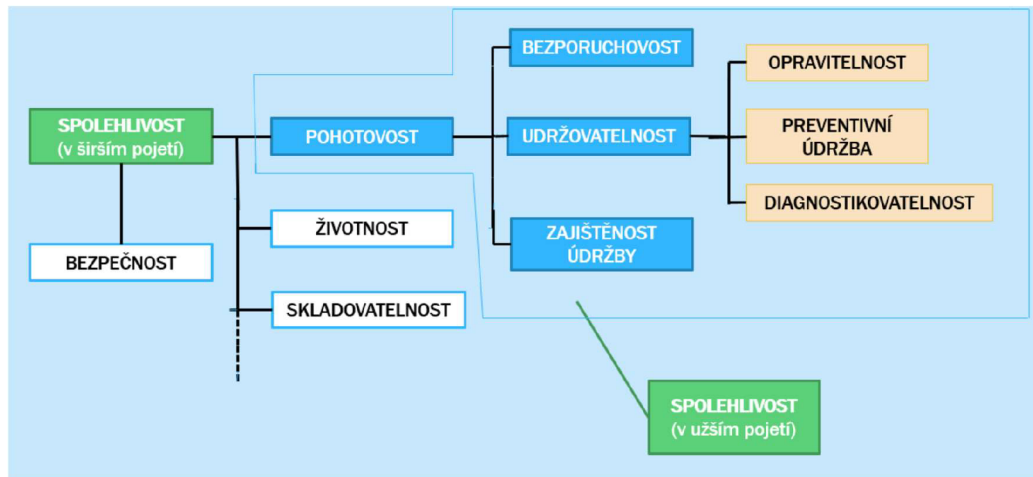 BEZPORUCHOVOST
OPRAVITELNOST
SPOLEHLIVOST
(v širším pojetí)
POHOTOVOST
UDRŽOVATELNOST
PREVENTIVNÍ
ÚDRŽBA
DIAGNOSTIKOVATELNOST
ŽIVOTNOST
ZAJIŠTĚNOST
ÚDRŽBY
BEZPEČNOST
SKLADOVATELNOST
SPOLEHLIVOST
(v užším pojetí)